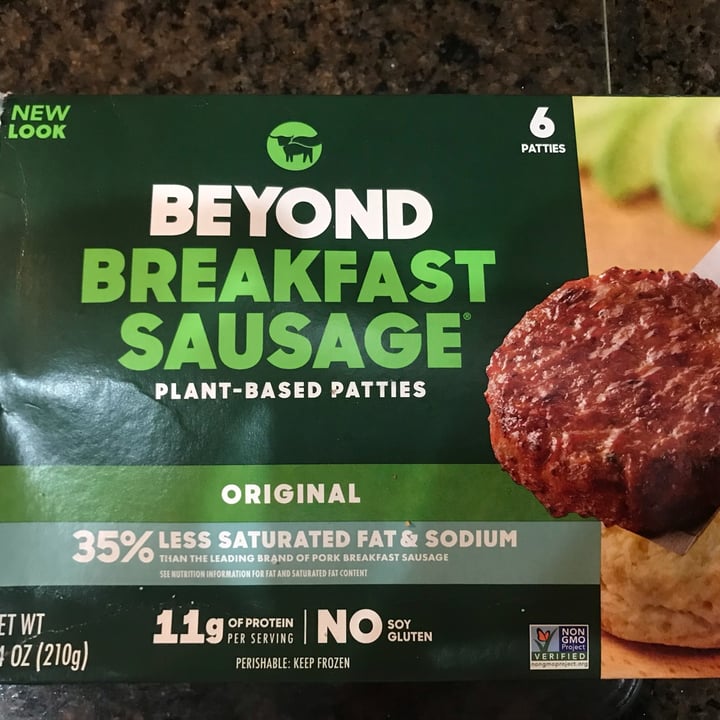 NEW
LOOK
6
PATTIES
BEYOND
BREAKFAST
SAUSAGE®
PLANT-BASED PATTIES
ORIGINAL
35% LESS SATURATED FAT & SODIUM
THAN THE LEADING BRAND OF PORK BREAKFAST SAUSAGE
SEE NUTRITION INFORMATION FOR FAT AND SATURATED FAT CONTENT
ET WT
OZ (210g)
11g OF PROTEIN
PER SERVING
NO SOY
GLUTEN
PERISHABLE: KEEP FROZEN
NON
GMO
Project
VERIFIED
nongmoproject.org